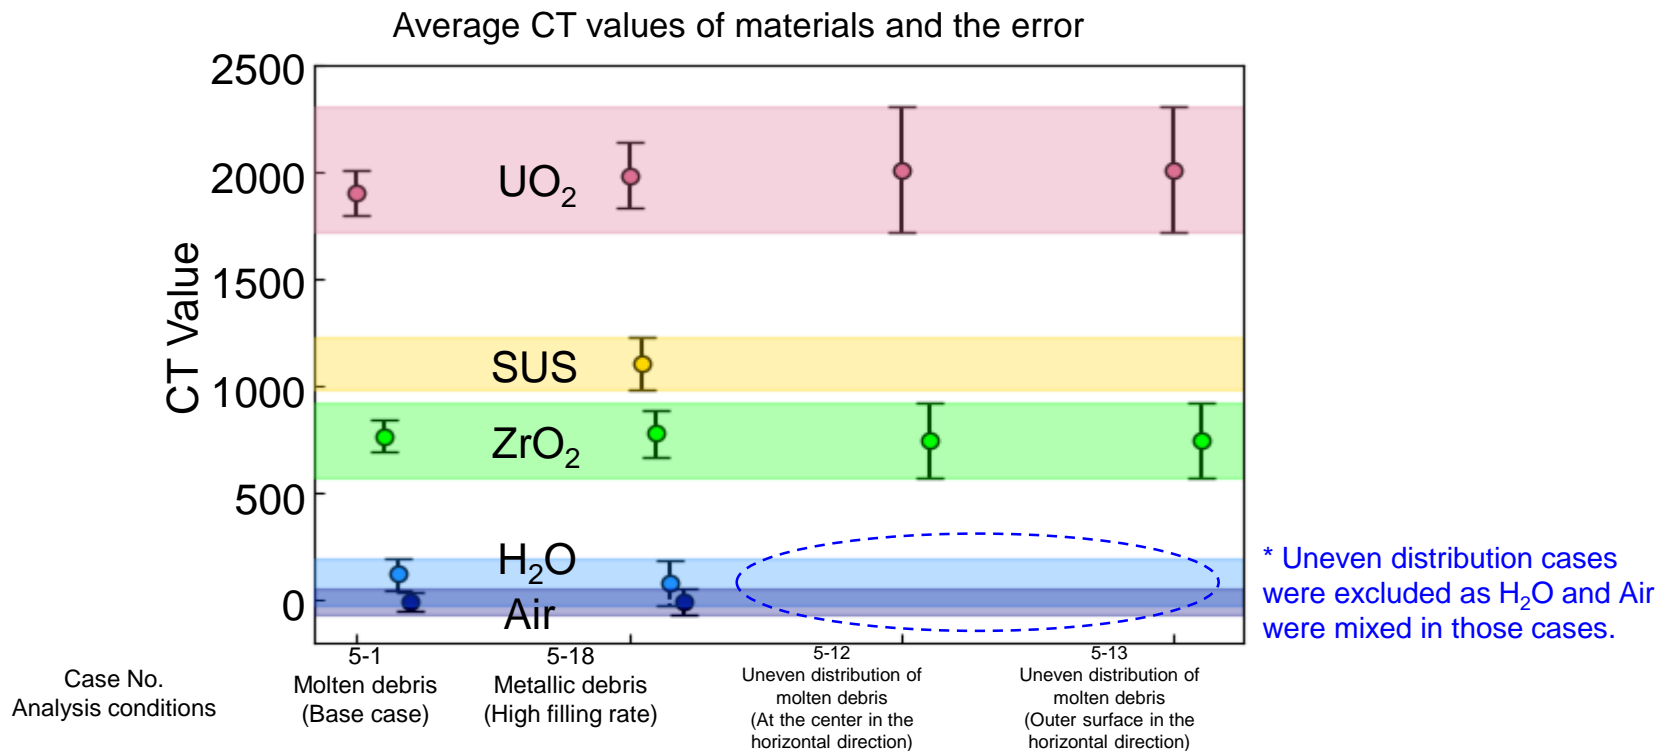 Average CT values of materials and the error
2500
2000
1500
1000
500
0
CT Value
UO₂
SUS
ZrO₂
H₂O
Air
* Uneven distribution cases
were excluded as H₂O and Air
were mixed in those cases.
Case No.
Analysis conditions
5-1
Molten debris
(Base case)
5-18
Metallic debris
(High filling rate)
5-12
Uneven distribution of
molten debris
(At the center in the
horizontal direction)
5-13
Uneven distribution of
molten debris
(Outer surface in the
horizontal direction)